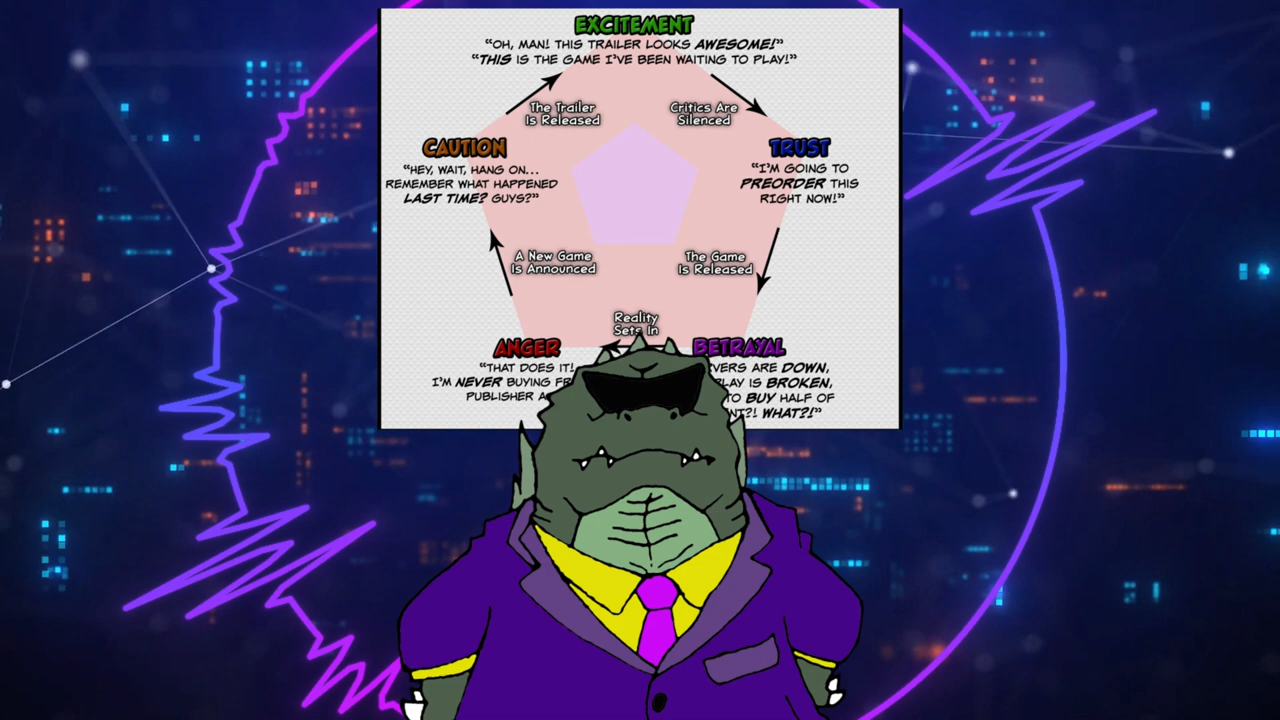 EXCITEMENT
"OH, MAN! THIS TRAILER LOOKS AWESOME!"
"THIS IS THE GAME I'VE BEEN WAITING TO PLAY!"
The Trailer
Is Released
Critics Are
Silenced
CAUTION
"HEY, WAIT, HANG ON...
REMEMBER WHAT HAPPENED
LAST TIME? GUYS?"
TRUST
"I'M GOING TO
PREORDER THIS
RIGHT NOW!"
A New Game
Is Announced
The Game
Is Released
Reality
Sets In
ANGER
"THAT DOES IT!
I'M NEVER BUYING
PUBLISHER
BETRAYAL
ARE DOWN,
IS BROKEN,
TO BUY HALF OF
WHAT?!"